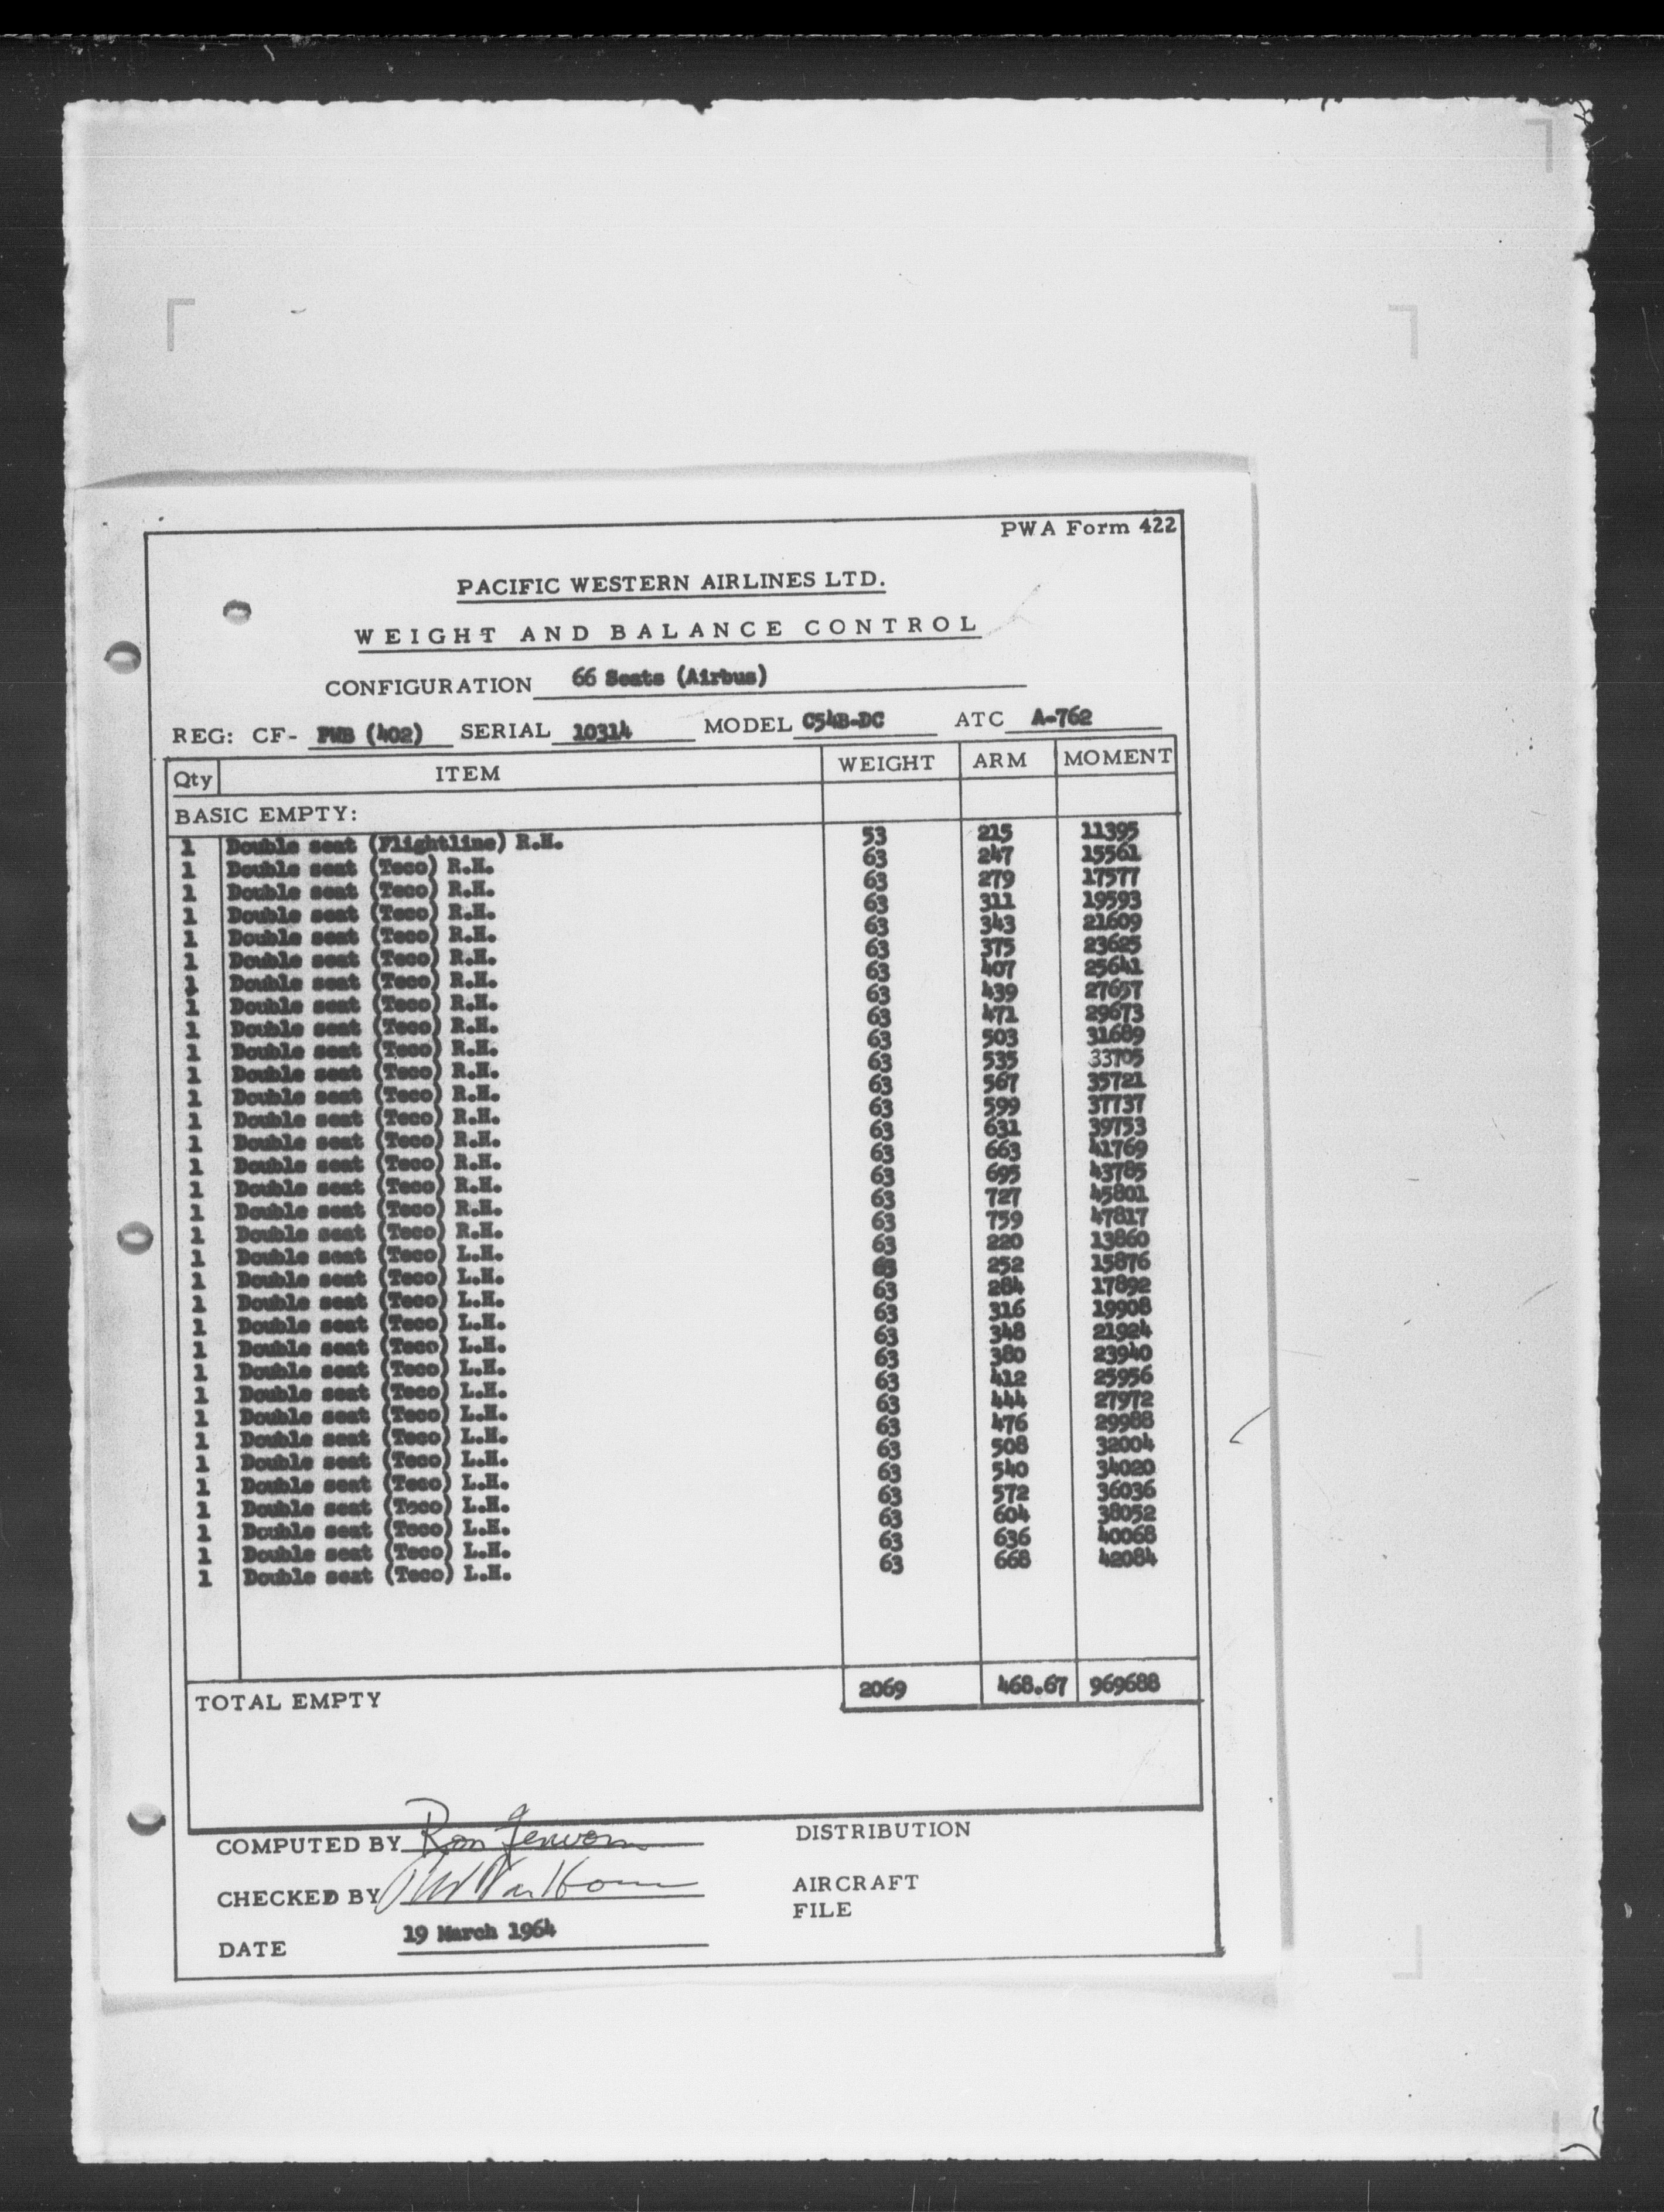 PWA Form 422
PACIFIC WESTERN AIRLINES LTD.
WEIGHT AND BALANCE CONTROL
CONFIGURATION 66 Seats (Airbus)
REG: CF- PWB (402) SERIAL 10314 MODEL C54B-DC ATC A-762
Qty ITEM WEIGHT ARM MOMENT
BASIC EMPTY:
1 Double seat (Flightline) R.H. 53 215 11395
1 Double seat (Teco) R.H. 63 247 15561
1 Double seat (Teco) R.H. 63 279 17577
1 Double seat (Teco) R.H. 63 311 19593
1 Double seat (Teco) R.H. 63 343 21609
1 Double seat (Teco) R.H. 63 375 23625
1 Double seat (Teco) R.H. 63 407 25641
1 Double seat (Teco) R.H. 63 439 27657
1 Double seat (Teco) R.H. 63 471 29673
1 Double seat (Teco) R.H. 63 503 31689
1 Double seat (Teco) R.H. 63 535 33705
1 Double seat (Teco) R.H. 63 567 35721
1 Double seat (Teco) R.H. 63 599 37737
1 Double seat (Teco) R.H. 63 631 39753
1 Double seat (Teco) R.H. 63 663 41769
1 Double seat (Teco) R.H. 63 695 43785
1 Double seat (Teco) R.H. 63 727 45801
1 Double seat (Teco) R.H. 63 759 47817
1 Double seat (Teco) L.H. 63 220 13860
1 Double seat (Teco) L.H. 63 252 15876
1 Double seat (Teco) L.H. 63 284 17892
1 Double seat (Teco) L.H. 63 316 19908
1 Double seat (Teco) L.H. 63 348 21924
1 Double seat (Teco) L.H. 63 380 23940
1 Double seat (Teco) L.H. 63 412 25956
1 Double seat (Teco) L.H. 63 444 27972
1 Double seat (Teco) L.H. 63 476 29988
1 Double seat (Teco) L.H. 63 508 32004
1 Double seat (Teco) L.H. 63 540 34020
1 Double seat (Teco) L.H. 63 572 36036
1 Double seat (Teco) L.H. 63 604 38052
1 Double seat (Teco) L.H. 63 636 40068
1 Double seat (Teco) L.H. 63 668 42084
TOTAL EMPTY 2069 468.67 969688
COMPUTED BY Ron DISTRIBUTION
CHECKED BY AIRCRAFT
FILE
DATE 19 March 1964